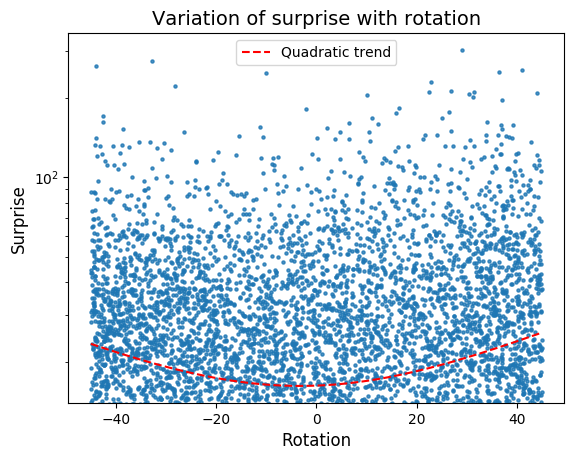 Variation of surprise with rotation
Quadratic trend
10²
Surprise
−40
−20
0
20
40
Rotation